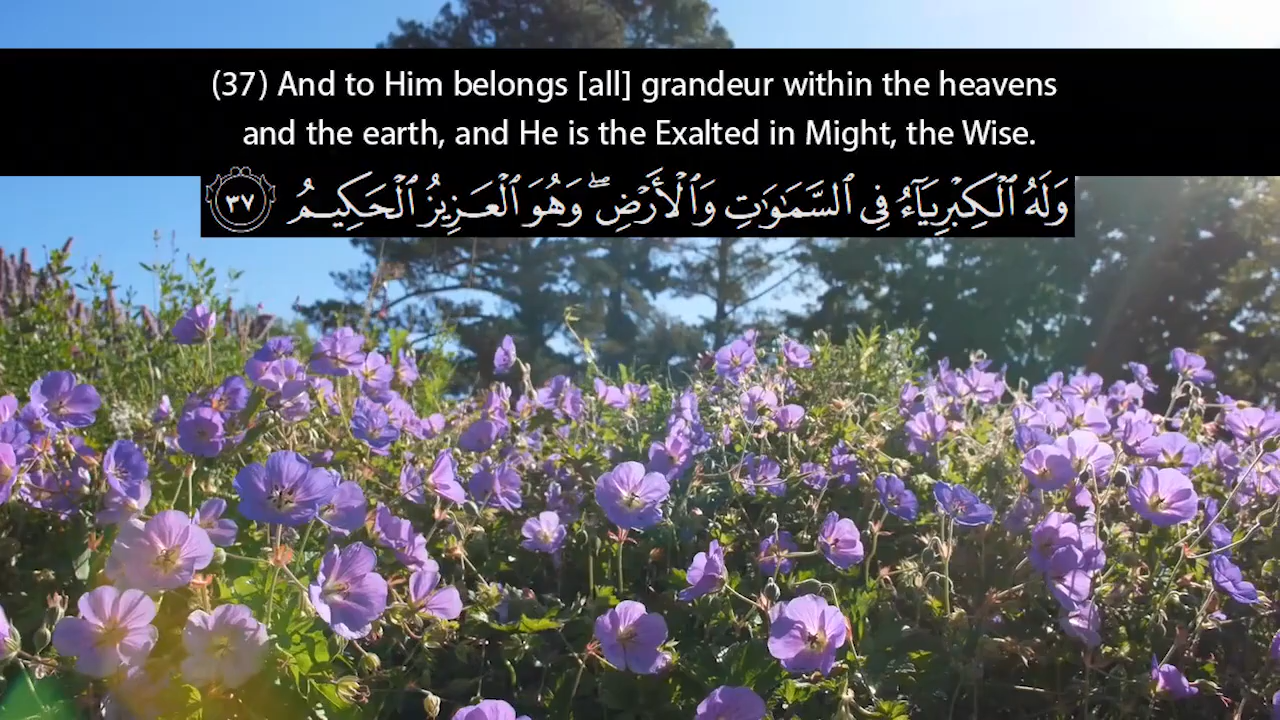 (37) And to Him belongs [all] grandeur within the heavens
and the earth, and He is the Exalted in Might, the Wise.
وَلَهُ ٱلْكِبْرِيَآءُ فِى ٱلسَّمَـٰوَٰتِ وَٱلْأَرْضِ ۖ وَهُوَ ٱلْعَزِيزُ ٱلْحَكِيمُ ٣٧